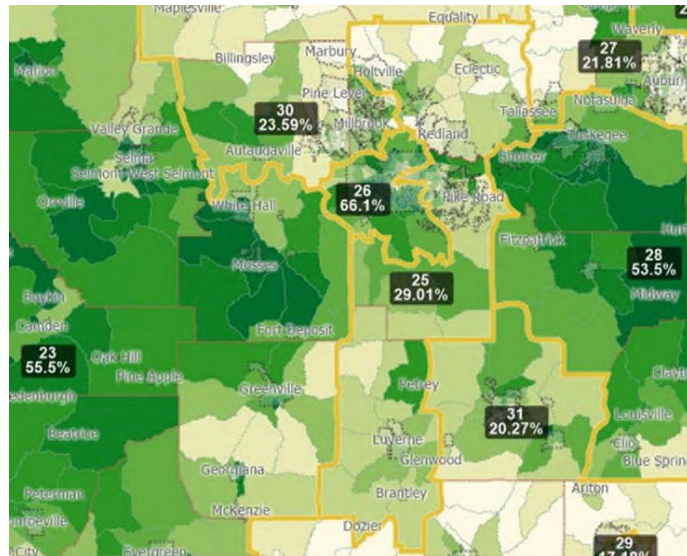 Maplesville
Equality
Waverly
27
21.81%
Marion
Billingsley
Marbury
Holtville
Eclectic
Auburn
Pine Level
Notasulga
30
23.59%
Millbrook
Tallassee
Valley Grande
Redland
Tuskegee
Selma
Autaugaville
Shorter
Selmont-West Selmont
26
66.1%
Pike Road
Orrville
White Hall
Fitzpatrick
28
53.5%
Mosses
25
29.01%
Midway
Boykin
Camden
Fort Deposit
23
55.5%
Oak Hill
Pine Apple
Petrey
Greenville
Louisville
31
20.27%
Beatrice
Luverne
Clio
Glenwood
Blue Sprin
Georgiana
Peterman
Brantley
Ariton
McKenzie
Dozier
29
17.18%
Evergreen
City